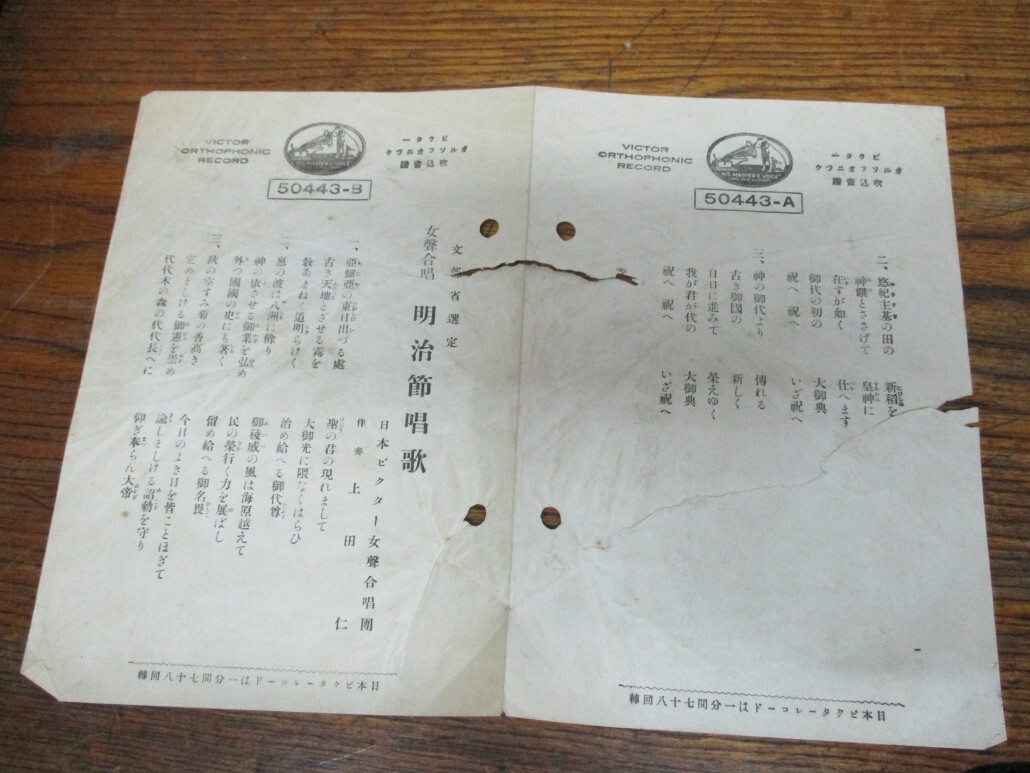 ビクター
オルソフオニツク
吹込音譜
VICTOR
ORTHOPHONIC
RECORD
HIS MASTER'S VOICE
50443-A
二、悠紀主基の田の 新稻を
神饌とささげて 皇神に
在すが如く 仕へます
御代の初の 大御典
祝へ 祝へ いざ祝へ
三、神の御代より 傳れる
古き御國の 新しく
日日に進みて 榮えゆく
我が君が代の 大御典
祝へ 祝へ いざ祝へ
日本ビクターレコードは一分間七十八回轉
ビクター
オルソフオニツク
吹込音譜
VICTOR
ORTHOPHONIC
RECORD
HIS MASTER'S VOICE
50443-B
文部省選定
女聲合唱 明治節唱歌
日本ビクター女聲合唱團
伴奏 上田仁
一、亞細亞の東日出づる處 聖の君の現れまして
古き天地とざせる霧を 大御光に隈なくはらひ
敎あまねく道明らけく 治め給へる御代尊
二、惠の波は八洲に餘り 御稜威の風は海原越えて
神の依させる御業を弘め 民の榮行く力を展ばし
外つ國國の史にも著く 留め給へる御名畏
三、秋の空すみ菊の香高き 今日のよき日を皆ことほぎて
定めましける御憲を崇め 諭しましける詔勅を守り
代代木の森の代代長へに 仰ぎ奉らん大帝
日本ビクターレコードは一分間七十八回轉